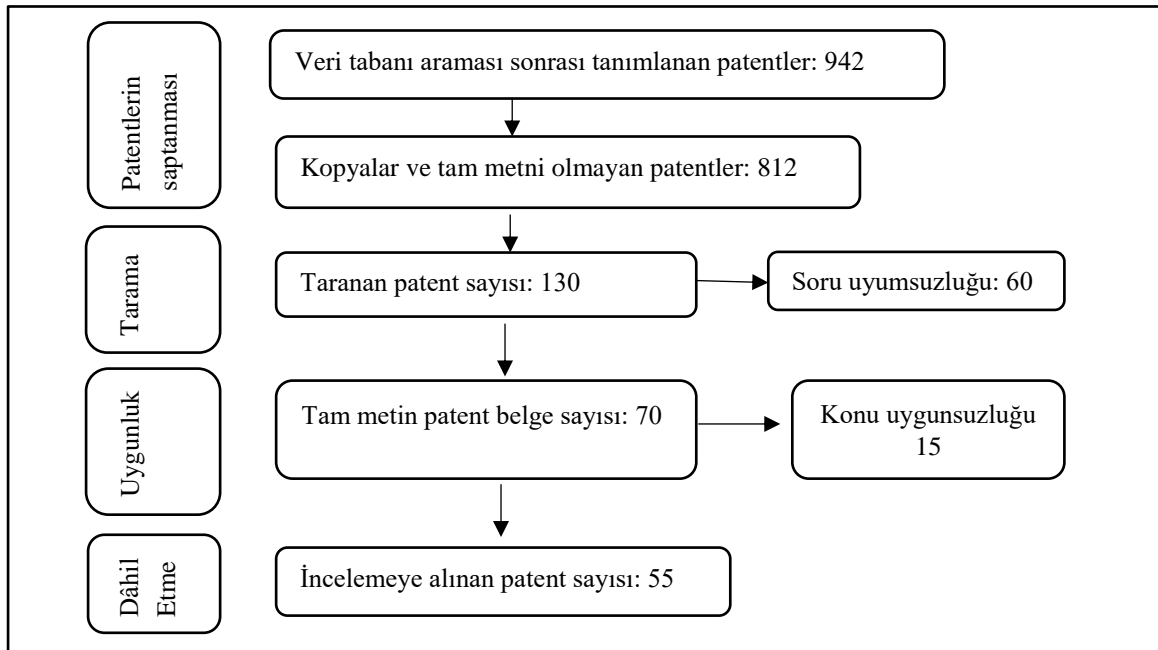 Patentlerin
saptanması
Veri tabanı araması sonrası tanımlanan patentler: 942
Kopyalar ve tam metni olmayan patentler: 812
Tarama
Taranan patent sayısı: 130
Soru uyumsuzluğu: 60
Uygunluk
Tam metin patent belge sayısı: 70
Konu uygunsuzluğu
15
Dâhil
Etme
İncelemeye alınan patent sayısı: 55